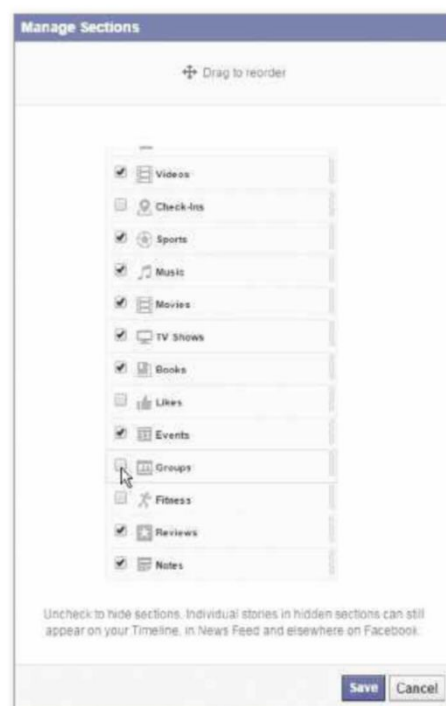 Manage Sections
Drag to reorder
Videos
Check-Ins
Sports
Music
Movies
TV Shows
Books
Likes
Events
Groups
Fitness
Reviews
Notes
Uncheck to hide sections. Individual stories in hidden sections can still
appear on your Timeline, in News Feed and elsewhere on Facebook.
Save Cancel